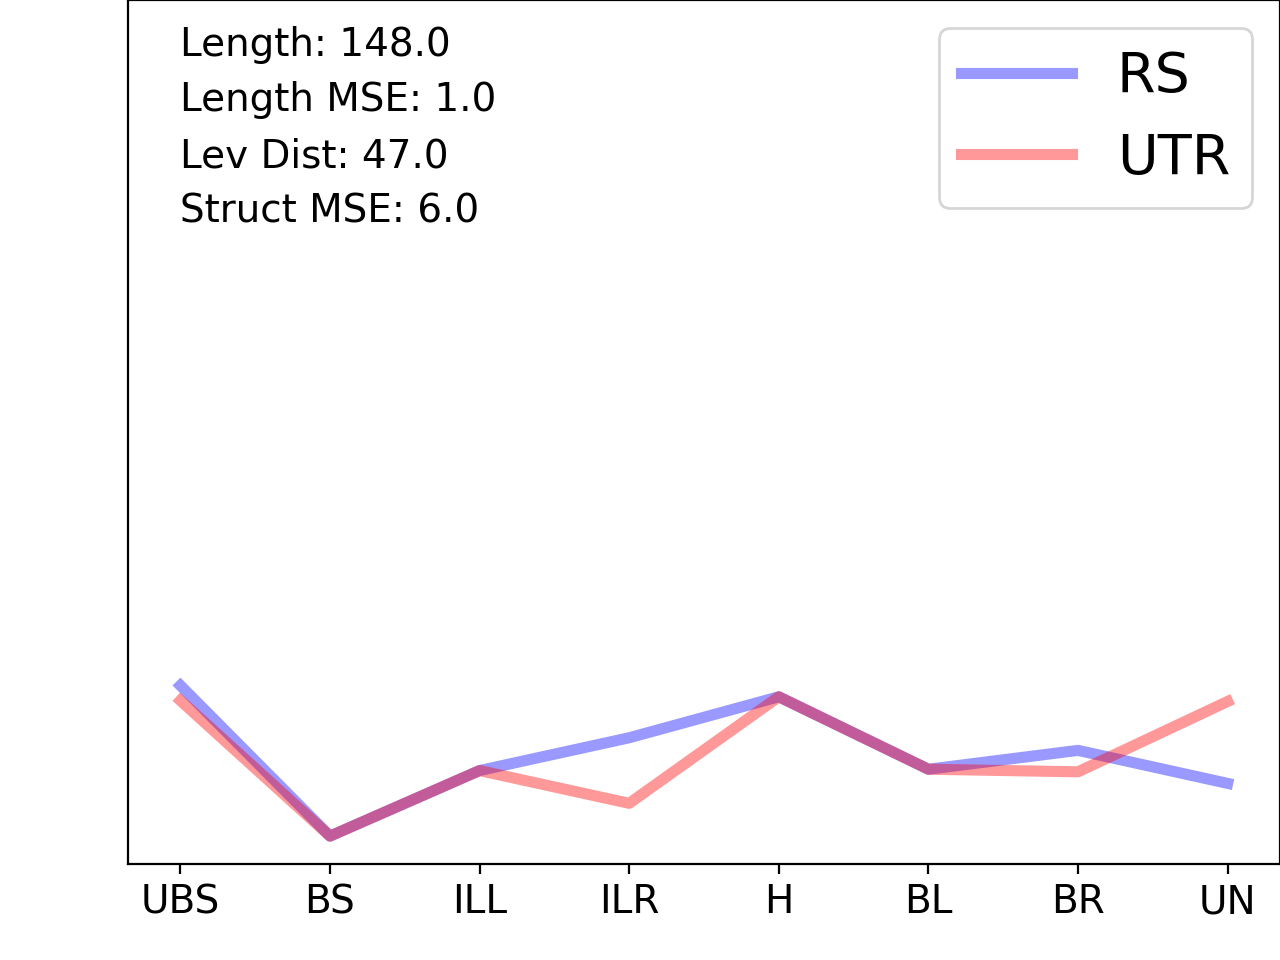 Length: 148.0
Length MSE: 1.0
Lev Dist: 47.0
Struct MSE: 6.0
RS
UTR
UBS BS ILL ILR H BL BR UN